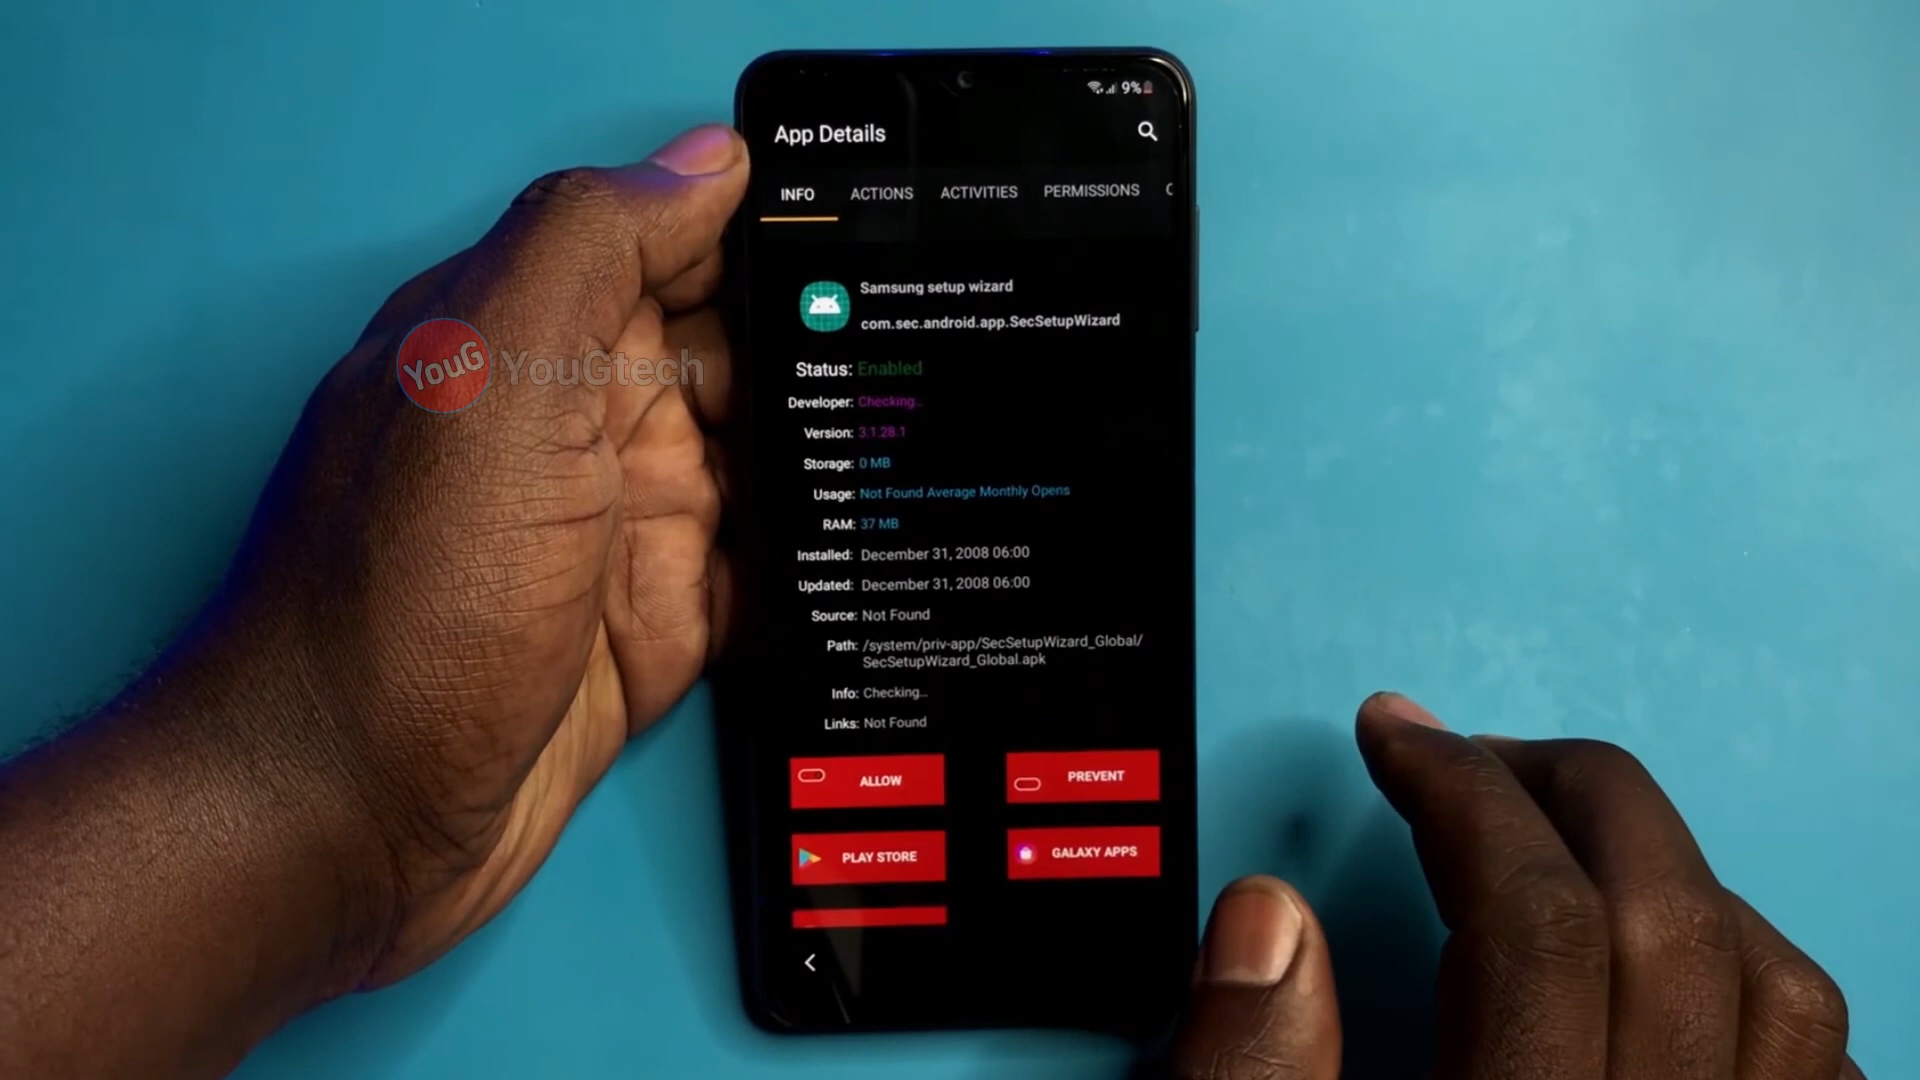 9%
App Details
INFO ACTIONS ACTIVITIES PERMISSIONS
Samsung setup wizard
com.sec.android.app.SecSetupWizard
Status: Enabled
Developer: Checking..
Version: 3.1.28.1
Storage: 0 MB
Usage: Not Found Average Monthly Opens
RAM: 37 MB
Installed: December 31, 2008 06:00
Updated: December 31, 2008 06:00
Source: Not Found
Path: /system/priv-app/SecSetupWizard_Global/
SecSetupWizard_Global.apk
Info: Checking...
Links: Not Found
ALLOW PREVENT
PLAY STORE GALAXY APPS
YouG YouGtech